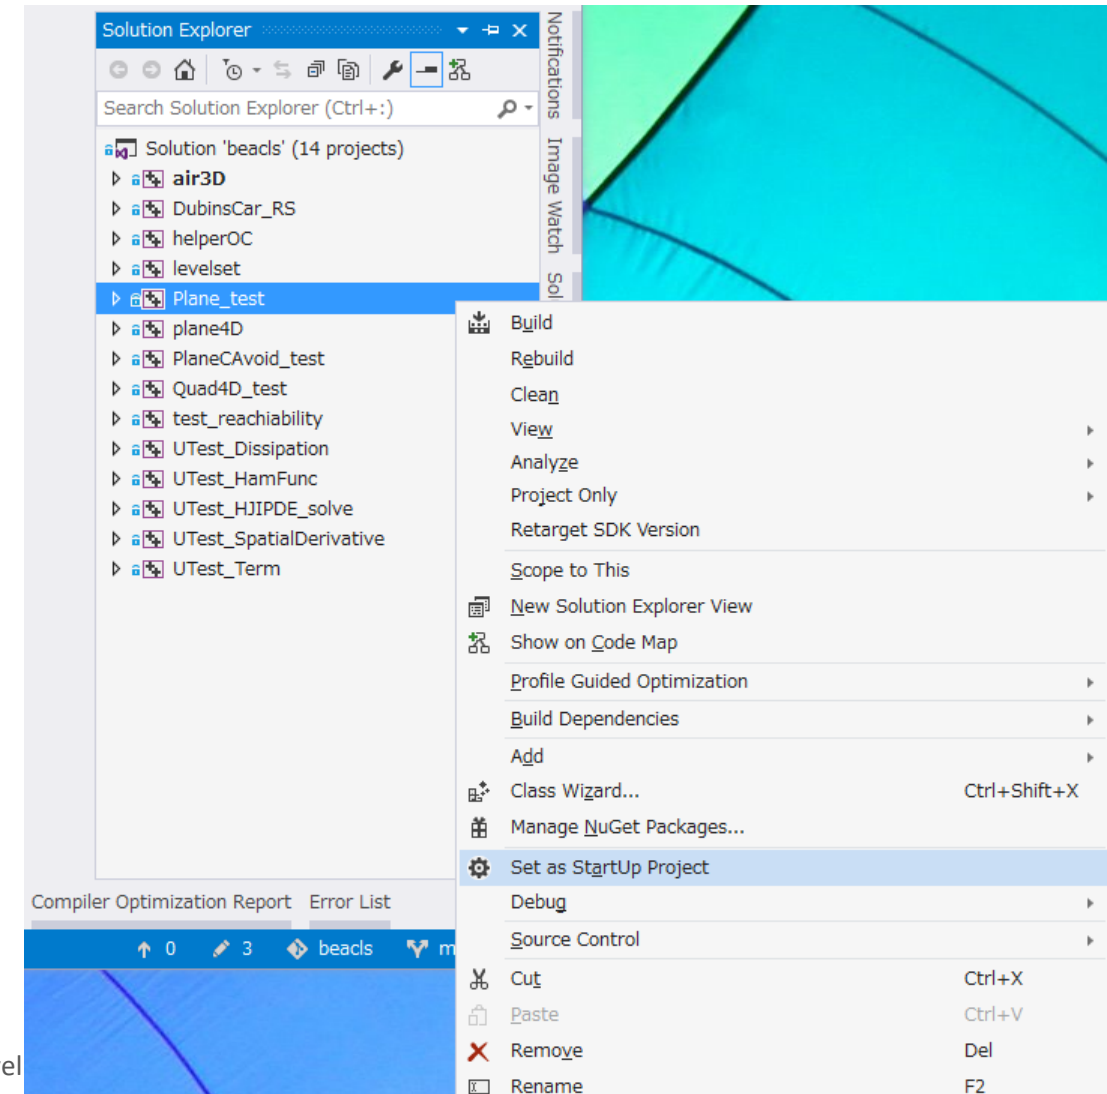 Solution Explorer
Search Solution Explorer (Ctrl+:)
Solution 'beacls' (14 projects)
air3D
DubinsCar_RS
helperOC
levelset
Plane_test
plane4D
PlaneCAvoid_test
Quad4D_test
test_reachiability
UTest_Dissipation
UTest_HamFunc
UTest_HJIPDE_solve
UTest_SpatialDerivative
UTest_Term
Notifications
Image Watch
Sol
Build
Rebuild
Clean
View
Analyze
Project Only
Retarget SDK Version
Scope to This
New Solution Explorer View
Show on Code Map
Profile Guided Optimization
Build Dependencies
Add
Class Wizard... Ctrl+Shift+X
Manage NuGet Packages...
Set as StartUp Project
Debug
Source Control
Cut Ctrl+X
Paste Ctrl+V
Remove Del
Rename F2
Compiler Optimization Report Error List
0 3 beacls m
el